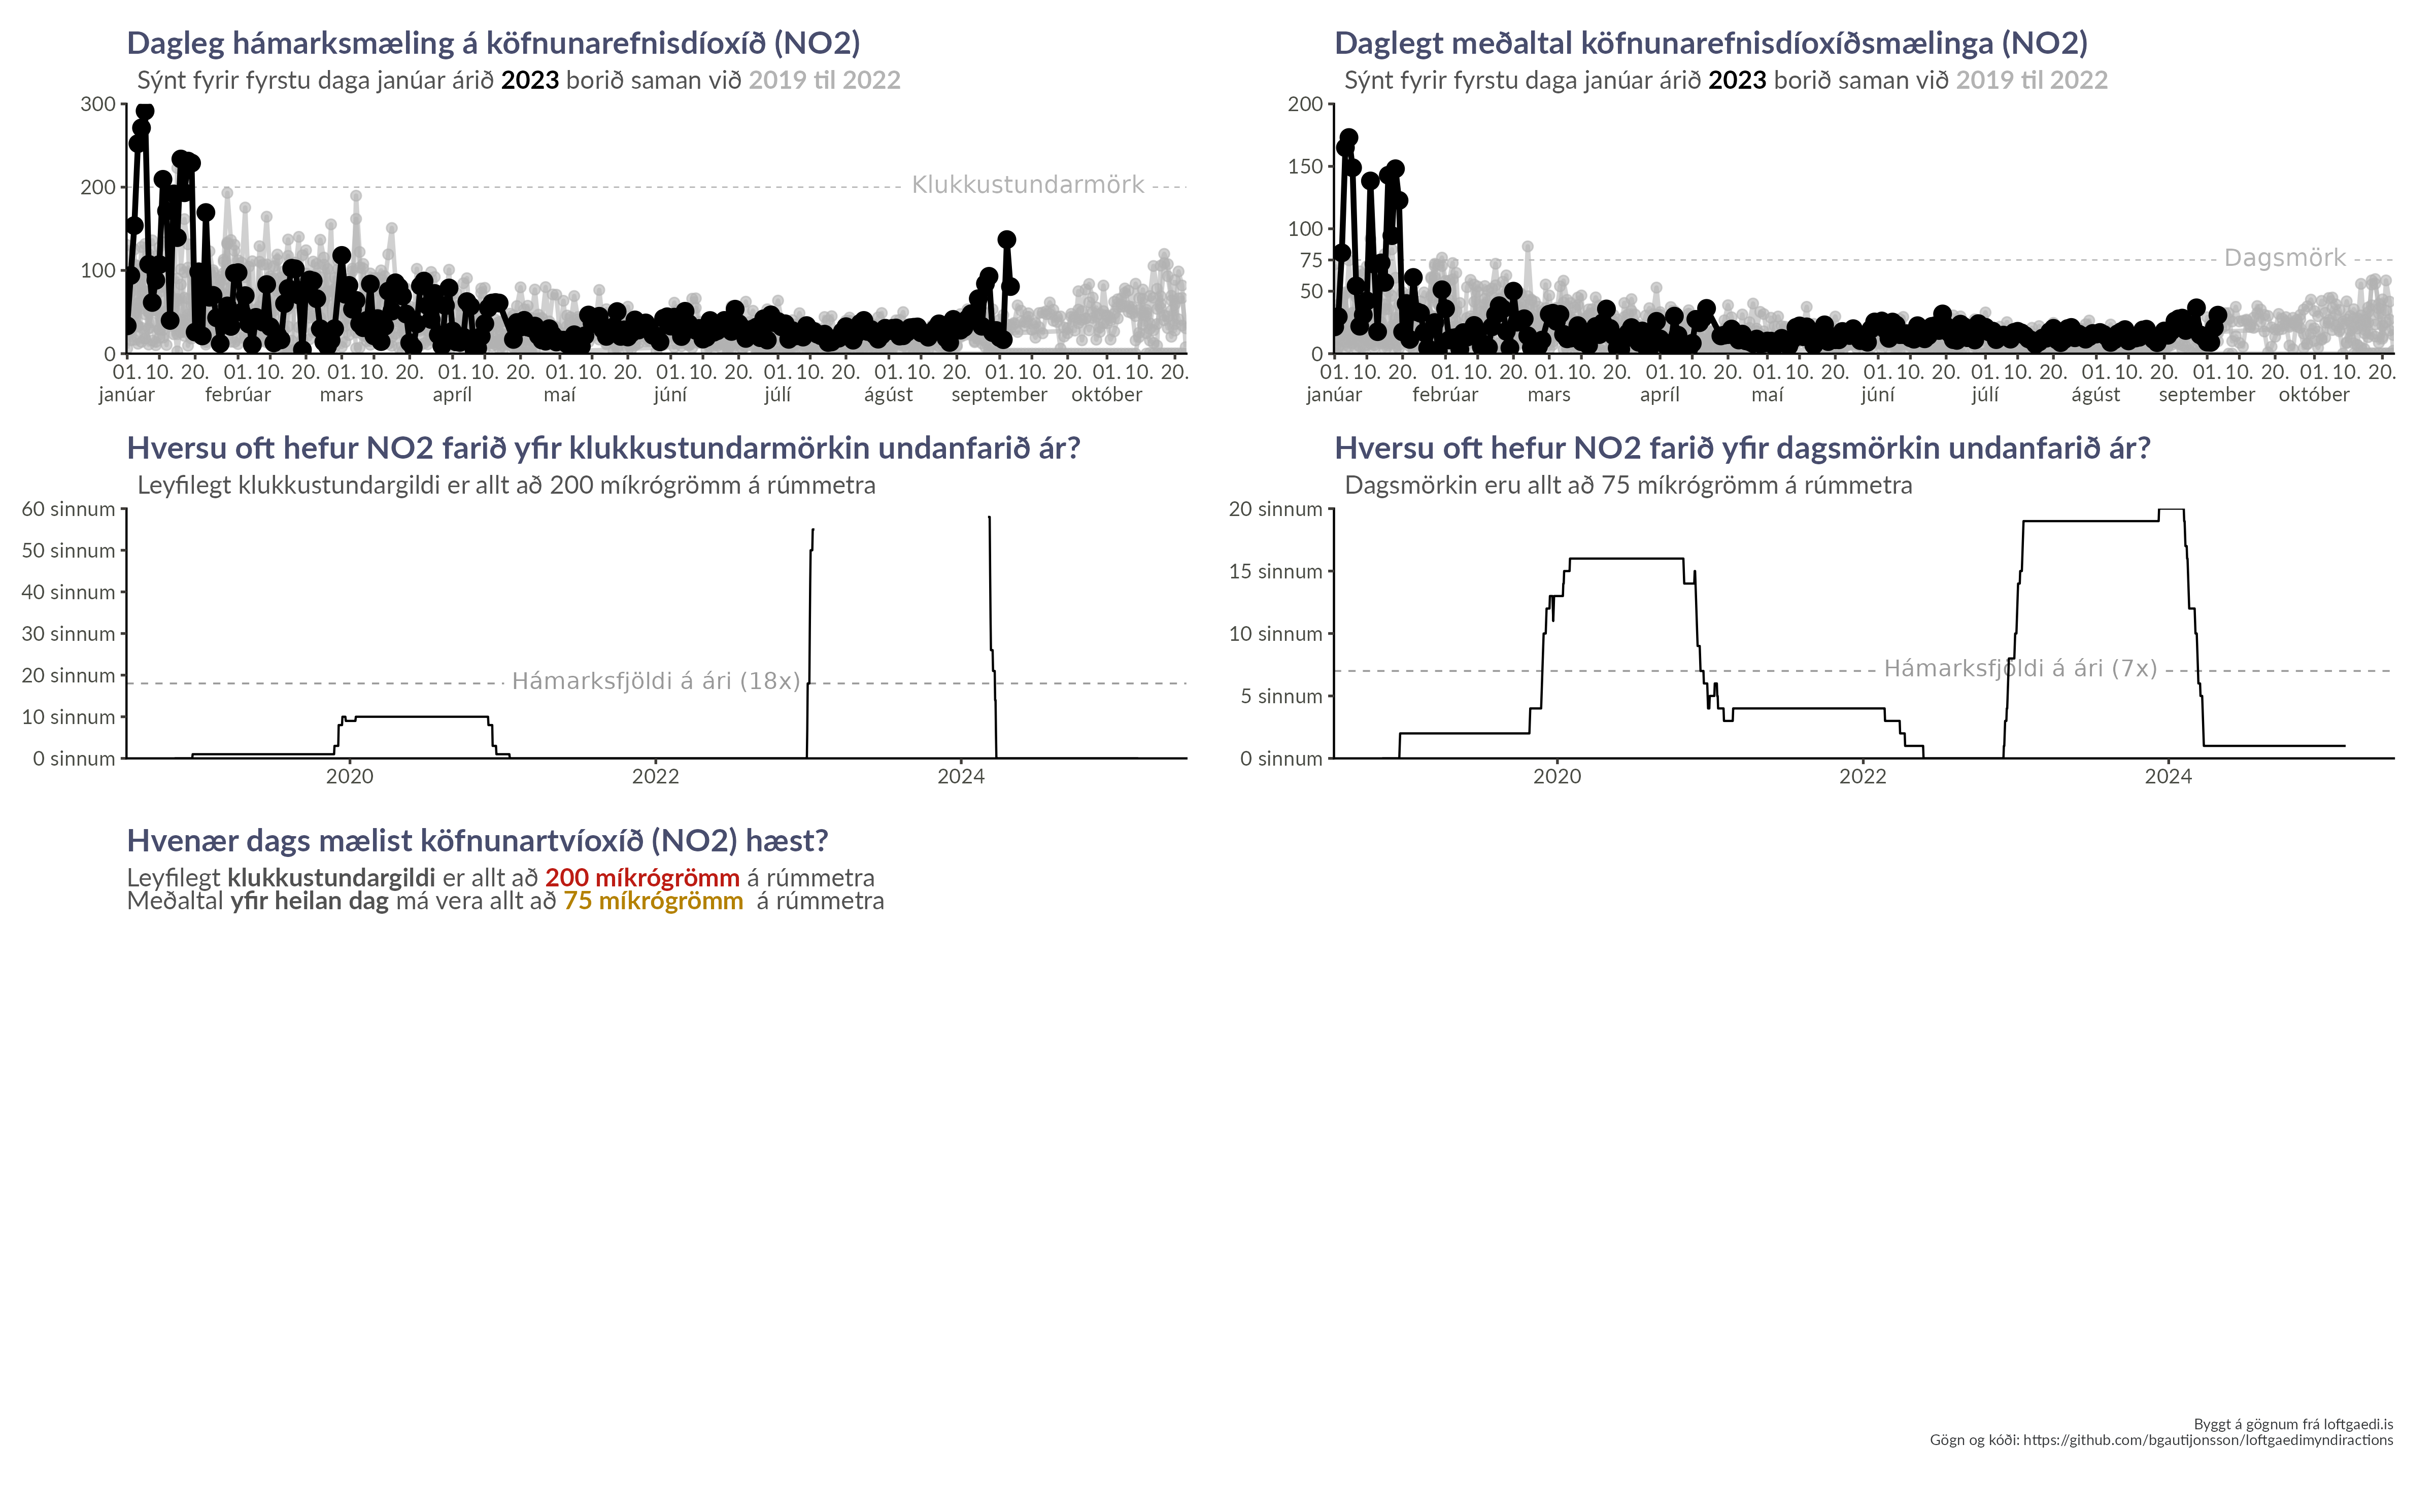 Dagleg hámarksmæling á köfnunarefnisdíoxíð (NO2)
Sýnt fyrir fyrstu daga janúar árið 2023 borið saman við 2019 til 2022
300
200
100
0
Klukkustundarmörk
01. 10. 20. 01. 10. 20. 01. 10. 20. 01. 10. 20. 01. 10. 20. 01. 10. 20. 01. 10. 20. 01. 10. 20. 01. 10. 20. 01. 10. 20.
janúar febrúar mars apríl maí júní júlí ágúst september október
Daglegt meðaltal köfnunarefnisdíoxíðsmælinga (NO2)
Sýnt fyrir fyrstu daga janúar árið 2023 borið saman við 2019 til 2022
200
150
100
75
50
0
Dagsmörk
01. 10. 20. 01. 10. 20. 01. 10. 20. 01. 10. 20. 01. 10. 20. 01. 10. 20. 01. 10. 20. 01. 10. 20. 01. 10. 20. 01. 10. 20.
janúar febrúar mars apríl maí júní júlí ágúst september október
Hversu oft hefur NO2 farið yfir klukkustundarmörkin undanfarið ár?
Leyfilegt klukkustundargildi er allt að 200 míkrógrömm á rúmmetra
60 sinnum
50 sinnum
40 sinnum
30 sinnum
20 sinnum
10 sinnum
0 sinnum
Hámarksfjöldi á ári (18x)
2020 2022 2024
Hversu oft hefur NO2 farið yfir dagsmörkin undanfarið ár?
Dagsmörkin eru allt að 75 míkrógrömm á rúmmetra
20 sinnum
15 sinnum
10 sinnum
5 sinnum
0 sinnum
Hámarksfjöldi á ári (7x)
2020 2022 2024
Hvenær dags mælist köfnunartvíoxíð (NO2) hæst?
Leyfilegt klukkustundargildi er allt að 200 míkrógrömm á rúmmetra
Meðaltal yfir heilan dag má vera allt að 75 míkrógrömm á rúmmetra
Byggt á gögnum frá loftgaedi.is
Gögn og kóði: https://github.com/bgautijonsson/loftgaedimyndiractions